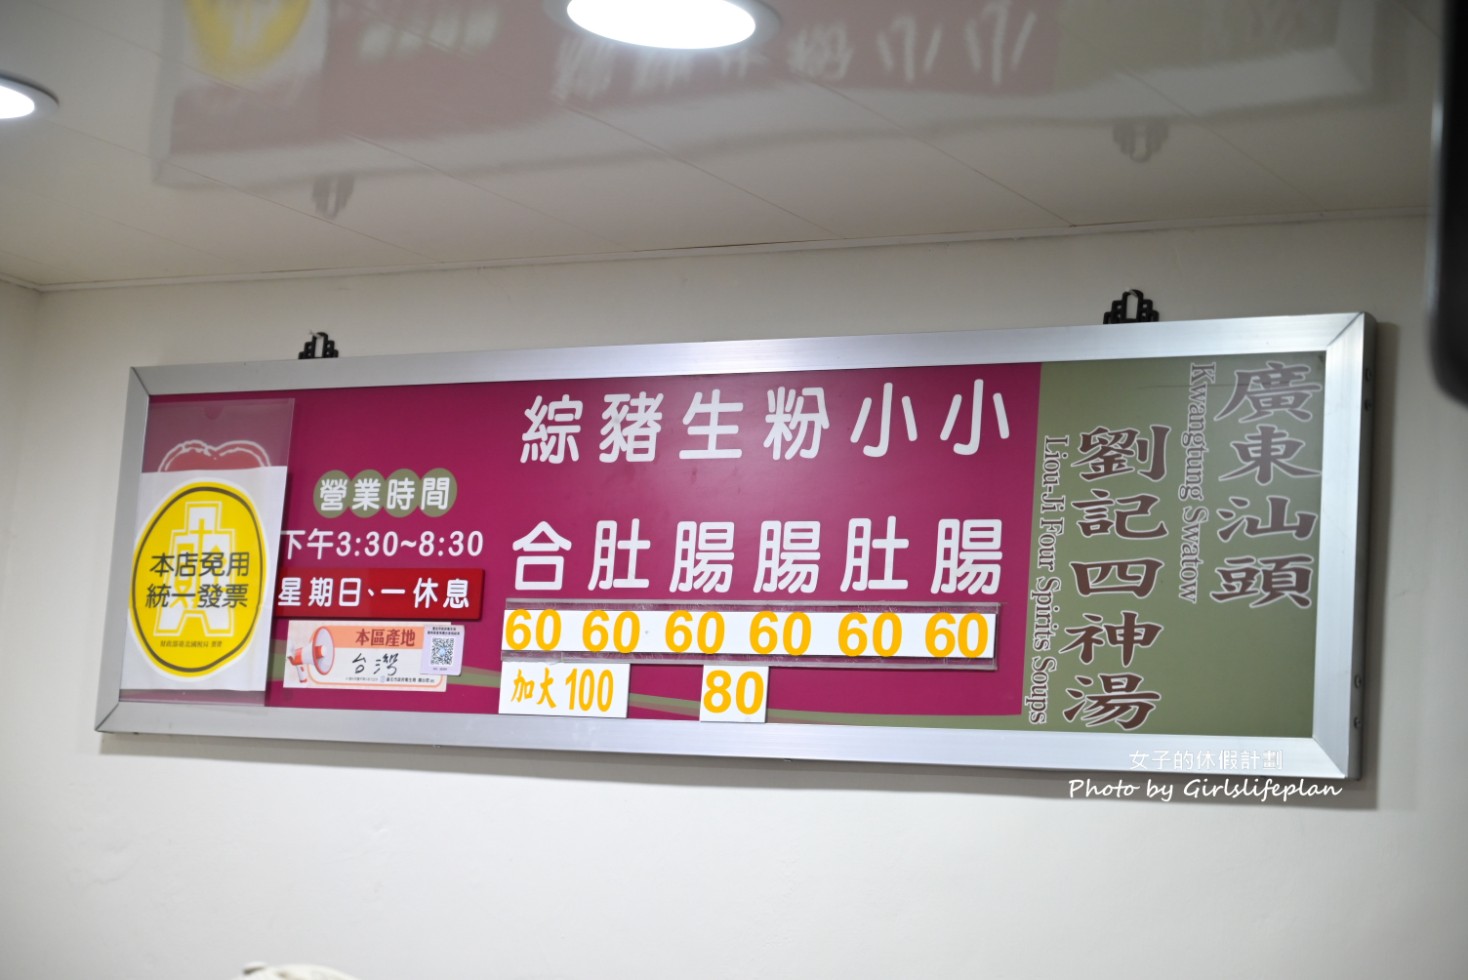 廣東汕頭
Kwangtung Swatow
劉記四神湯
Liou-Ji Four Spirits Soups
小腸 60
小肚 60
粉腸 60
生腸 60 80
豬肚 60
綜合 60 加大100
營業時間
下午3:30~8:30
星期日、一休息
本區產地
台灣
本店免用
統一發票
女子的休假計劃
Photo by Girlslifeplan